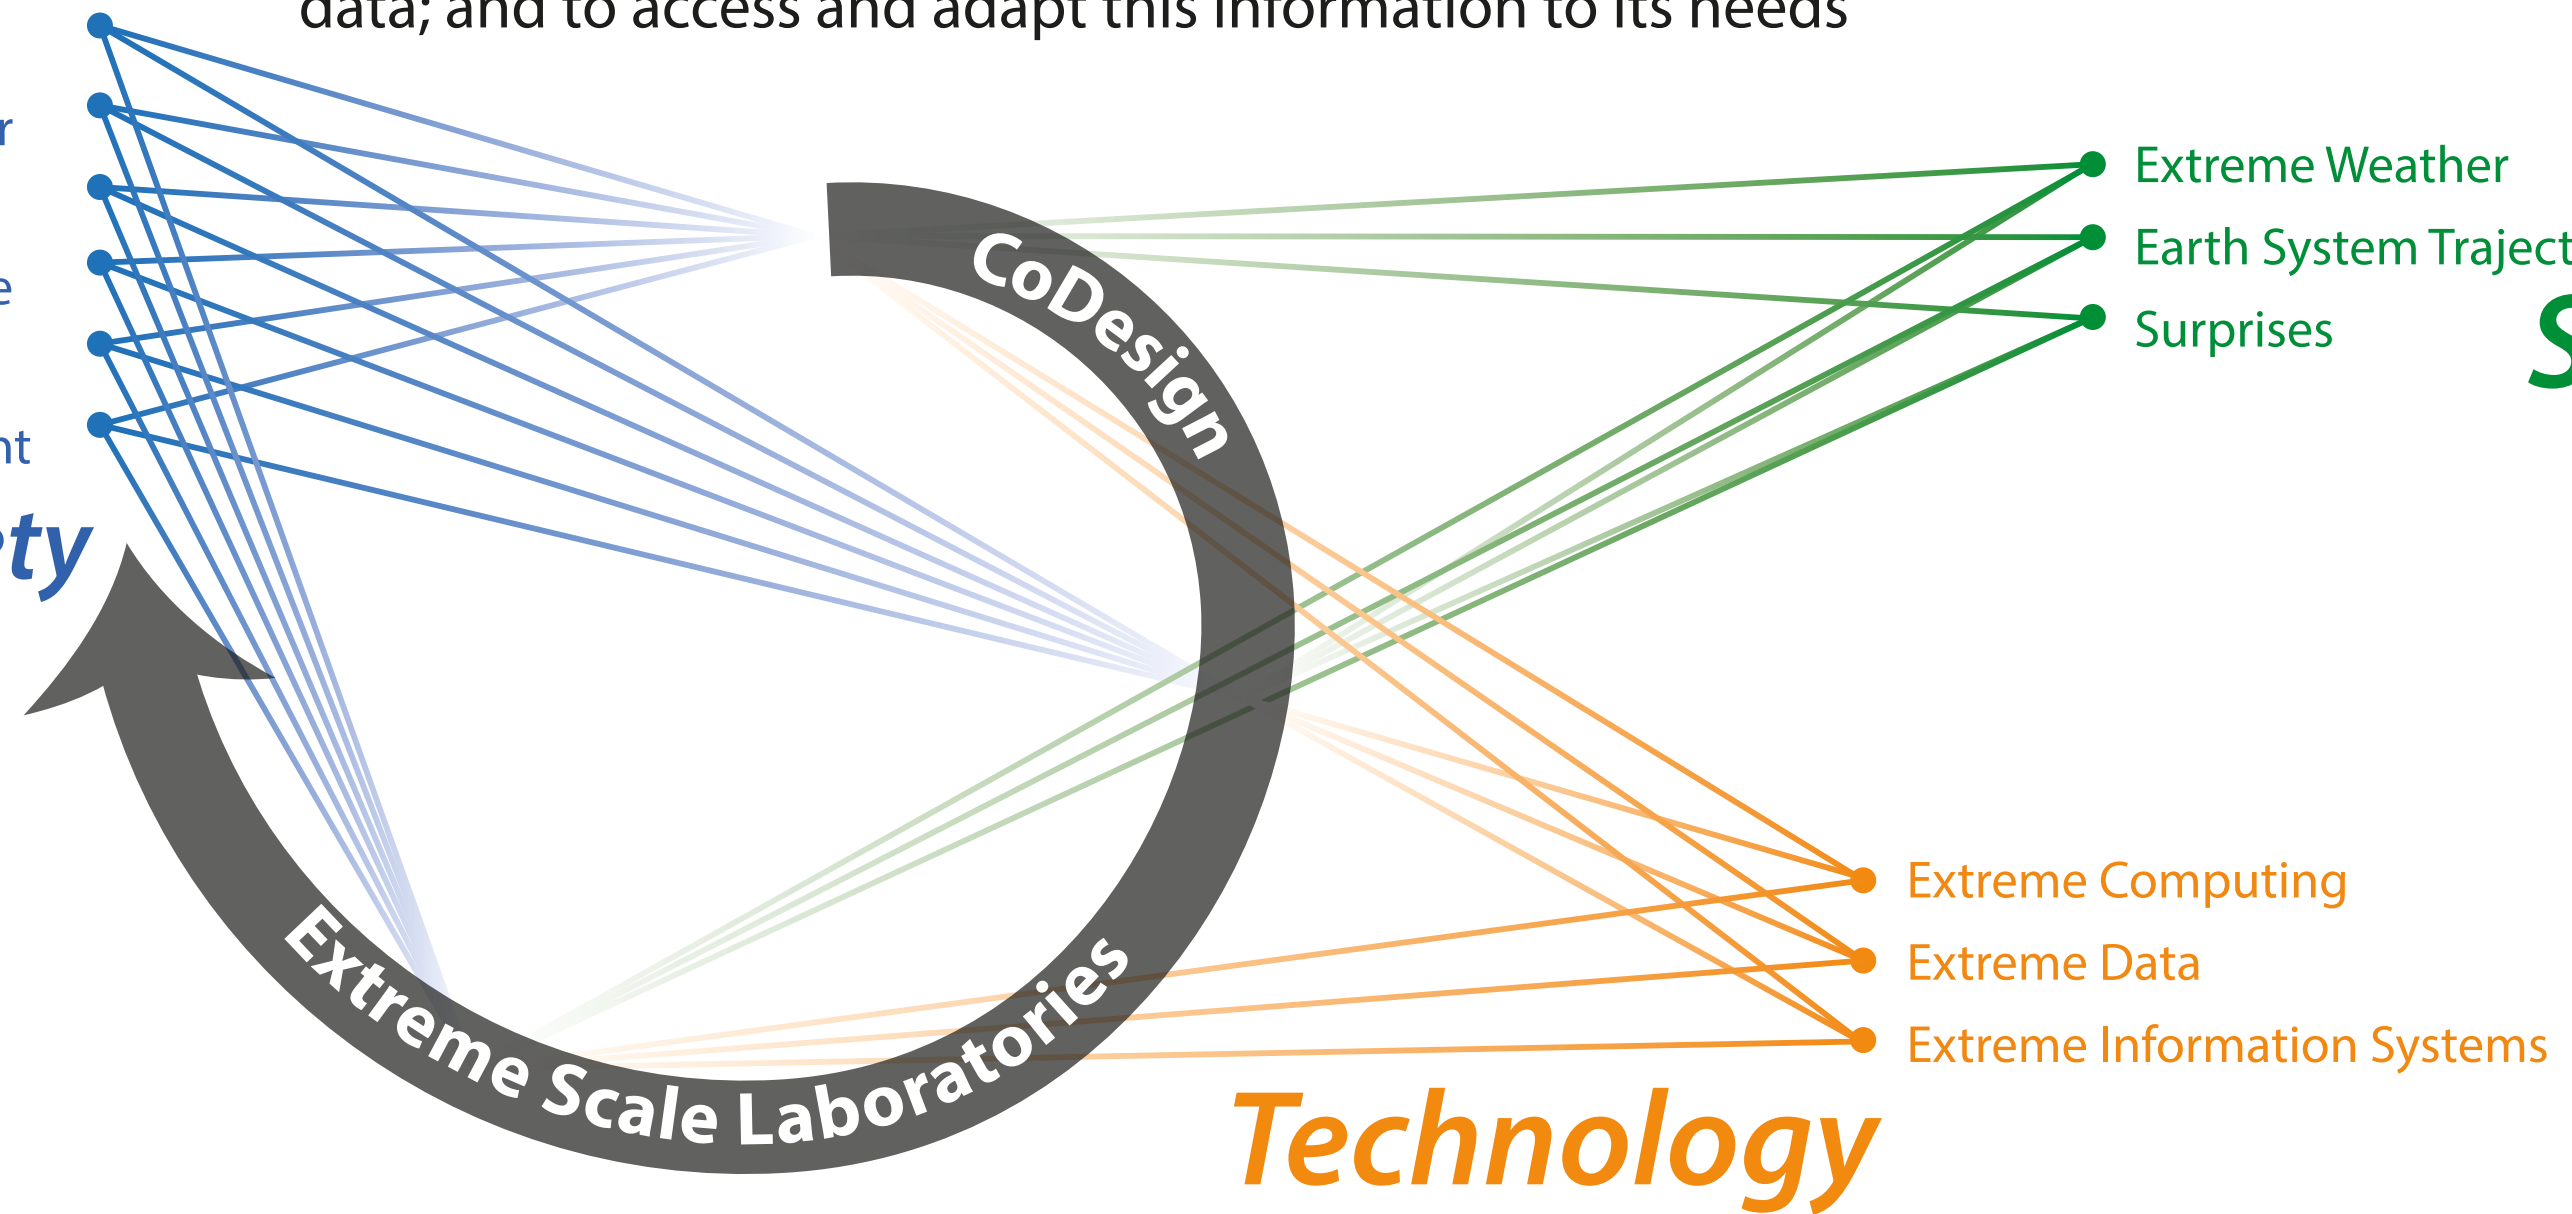 data; and to access and adapt this information to its needs
CoDesign
Extreme Weather
Earth System Traject
Surprises
Extreme Computing
Extreme Data
Extreme Information Systems
Extreme Scale Laboratories
Technology